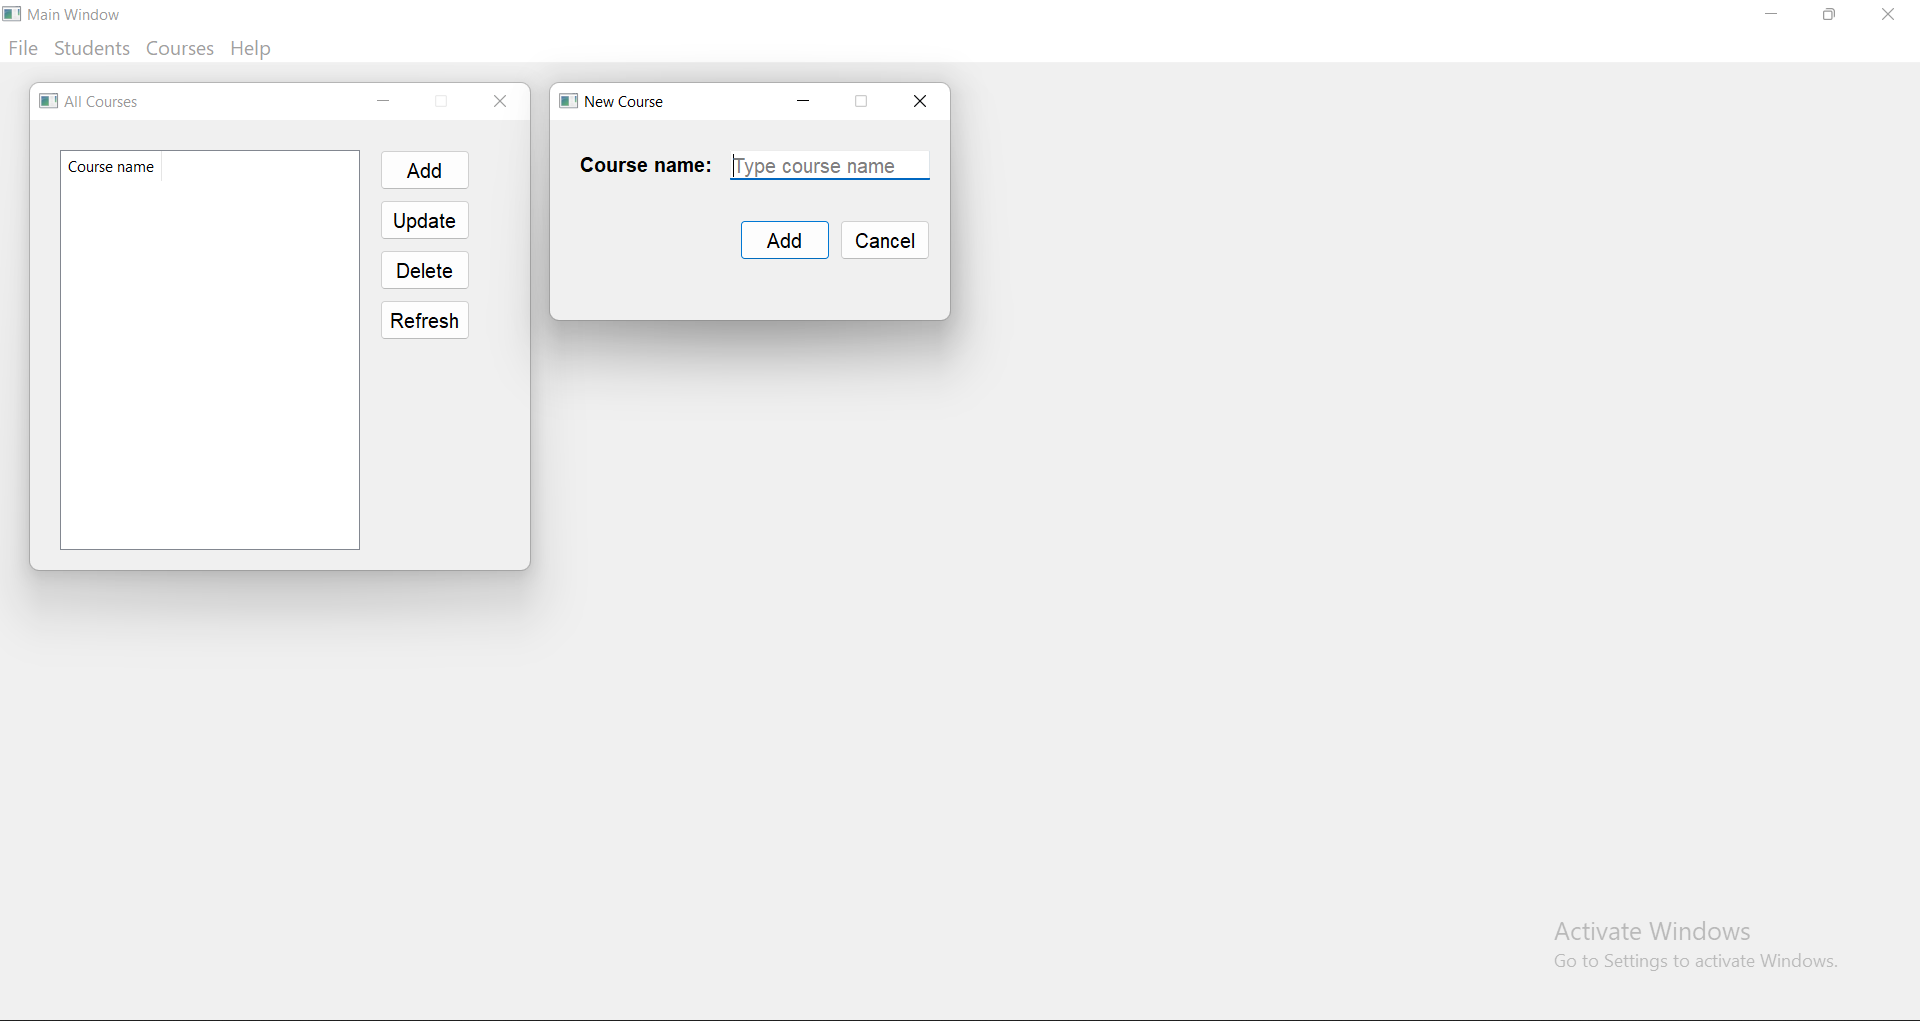 Main Window
File Students Courses Help
All Courses
Course name
Add
Update
Delete
Refresh
New Course
Course name: Type course name
Add Cancel
Activate Windows
Go to Settings to activate Windows.